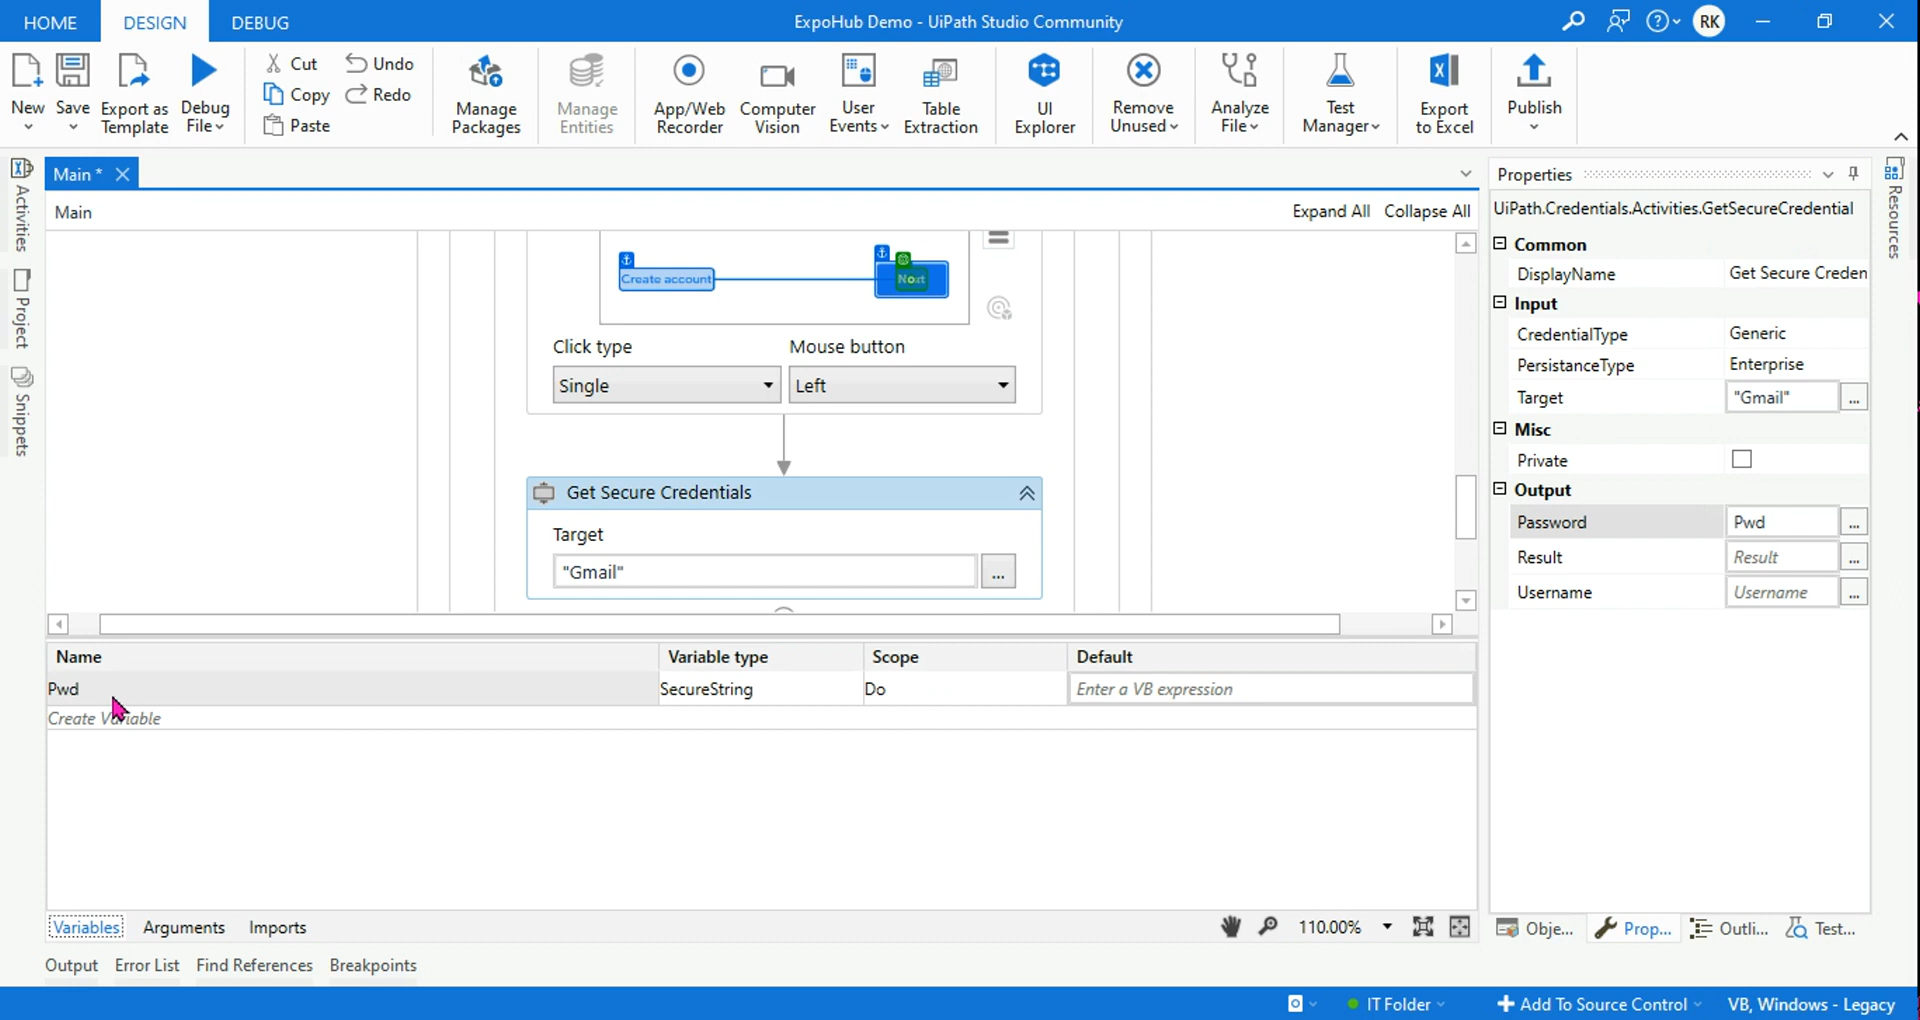 HOME DESIGN DEBUG ExpoHub Demo - UiPath Studio Community RK
New Save Export as Template Debug File
Cut Undo
Copy Redo
Paste
Manage Packages
Manage Entities
App/Web Recorder
Computer Vision
User Events
Table Extraction
UI Explorer
Remove Unused
Analyze File
Test Manager
Export to Excel
Publish
Activities
Project
Snippets
Main *
Main Expand All Collapse All
Create account Next
Click type Mouse button
Single Left
Get Secure Credentials
Target
"Gmail" ...
Name Variable type Scope Default
Pwd SecureString Do Enter a VB expression
Create Variable
Variables Arguments Imports 110.00%
Output Error List Find References Breakpoints
Properties
UiPath.Credentials.Activities.GetSecureCredential
Common
DisplayName Get Secure Creden
Input
CredentialType Generic
PersistanceType Enterprise
Target "Gmail" ...
Misc
Private
Output
Password Pwd ...
Result Result ...
Username Username ...
Obje... Prop... Outli... Test...
Resources
IT Folder Add To Source Control VB, Windows - Legacy